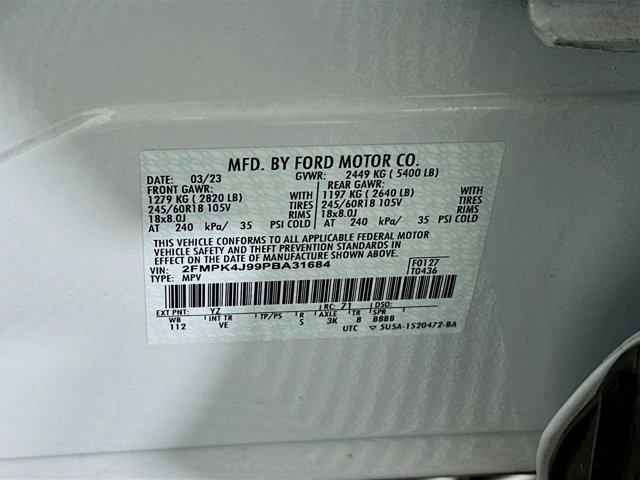 MFD. BY FORD MOTOR CO.
03/23 GVWR: 2449 KG ( 5400 LB)
FRONT GAWR: REAR GAWR:
1279 KG ( 2820 LB) WITH 1197 KG ( 2640 LB) WITH
245/60R18 105V TIRES 245/60R18 105V TIRES
18x8.0J RIMS 18x8.0J RIMS
AT 240 kPa/ 35 PSI COLD AT 240 kPa/ 35 PSI COLD
THIS VEHICLE CONFORMS TO ALL APPLICABLE FEDERAL MOTOR
VEHICLE SAFETY AND THEFT PREVENTION STANDARDS IN
EFFECT ON THE DATE OF MANUFACTURE SHOWN ABOVE.
VIN: 2FMPK4J99PBA31684 F0127
TYPE: MPV T0436
EXT PNT: YZ RC: 71 DSO:
WB INT TR TP/PS R AXLE TR SPR
112 VE S 3K 8 BBBB
UTC 5U5A-1520472-BA